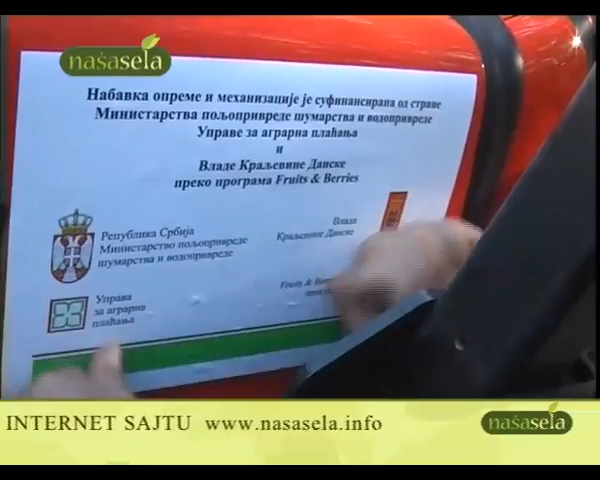 našasela
Набавка опреме и механизације је суфинансирана од стране
Министарства пољопривреде шумарства и водопривреде
Управе за аграрна плаћања
и
Владе Краљевине Данске
преко програма Fruits & Berries
Република Србија
Министарство пољопривреде
шумарства и водопривреде
Влада
Краљевине Данске
Управа
за аграрна
плаћања
Fruits &
INTERNET SAJTU www.nasasela.info
našasela